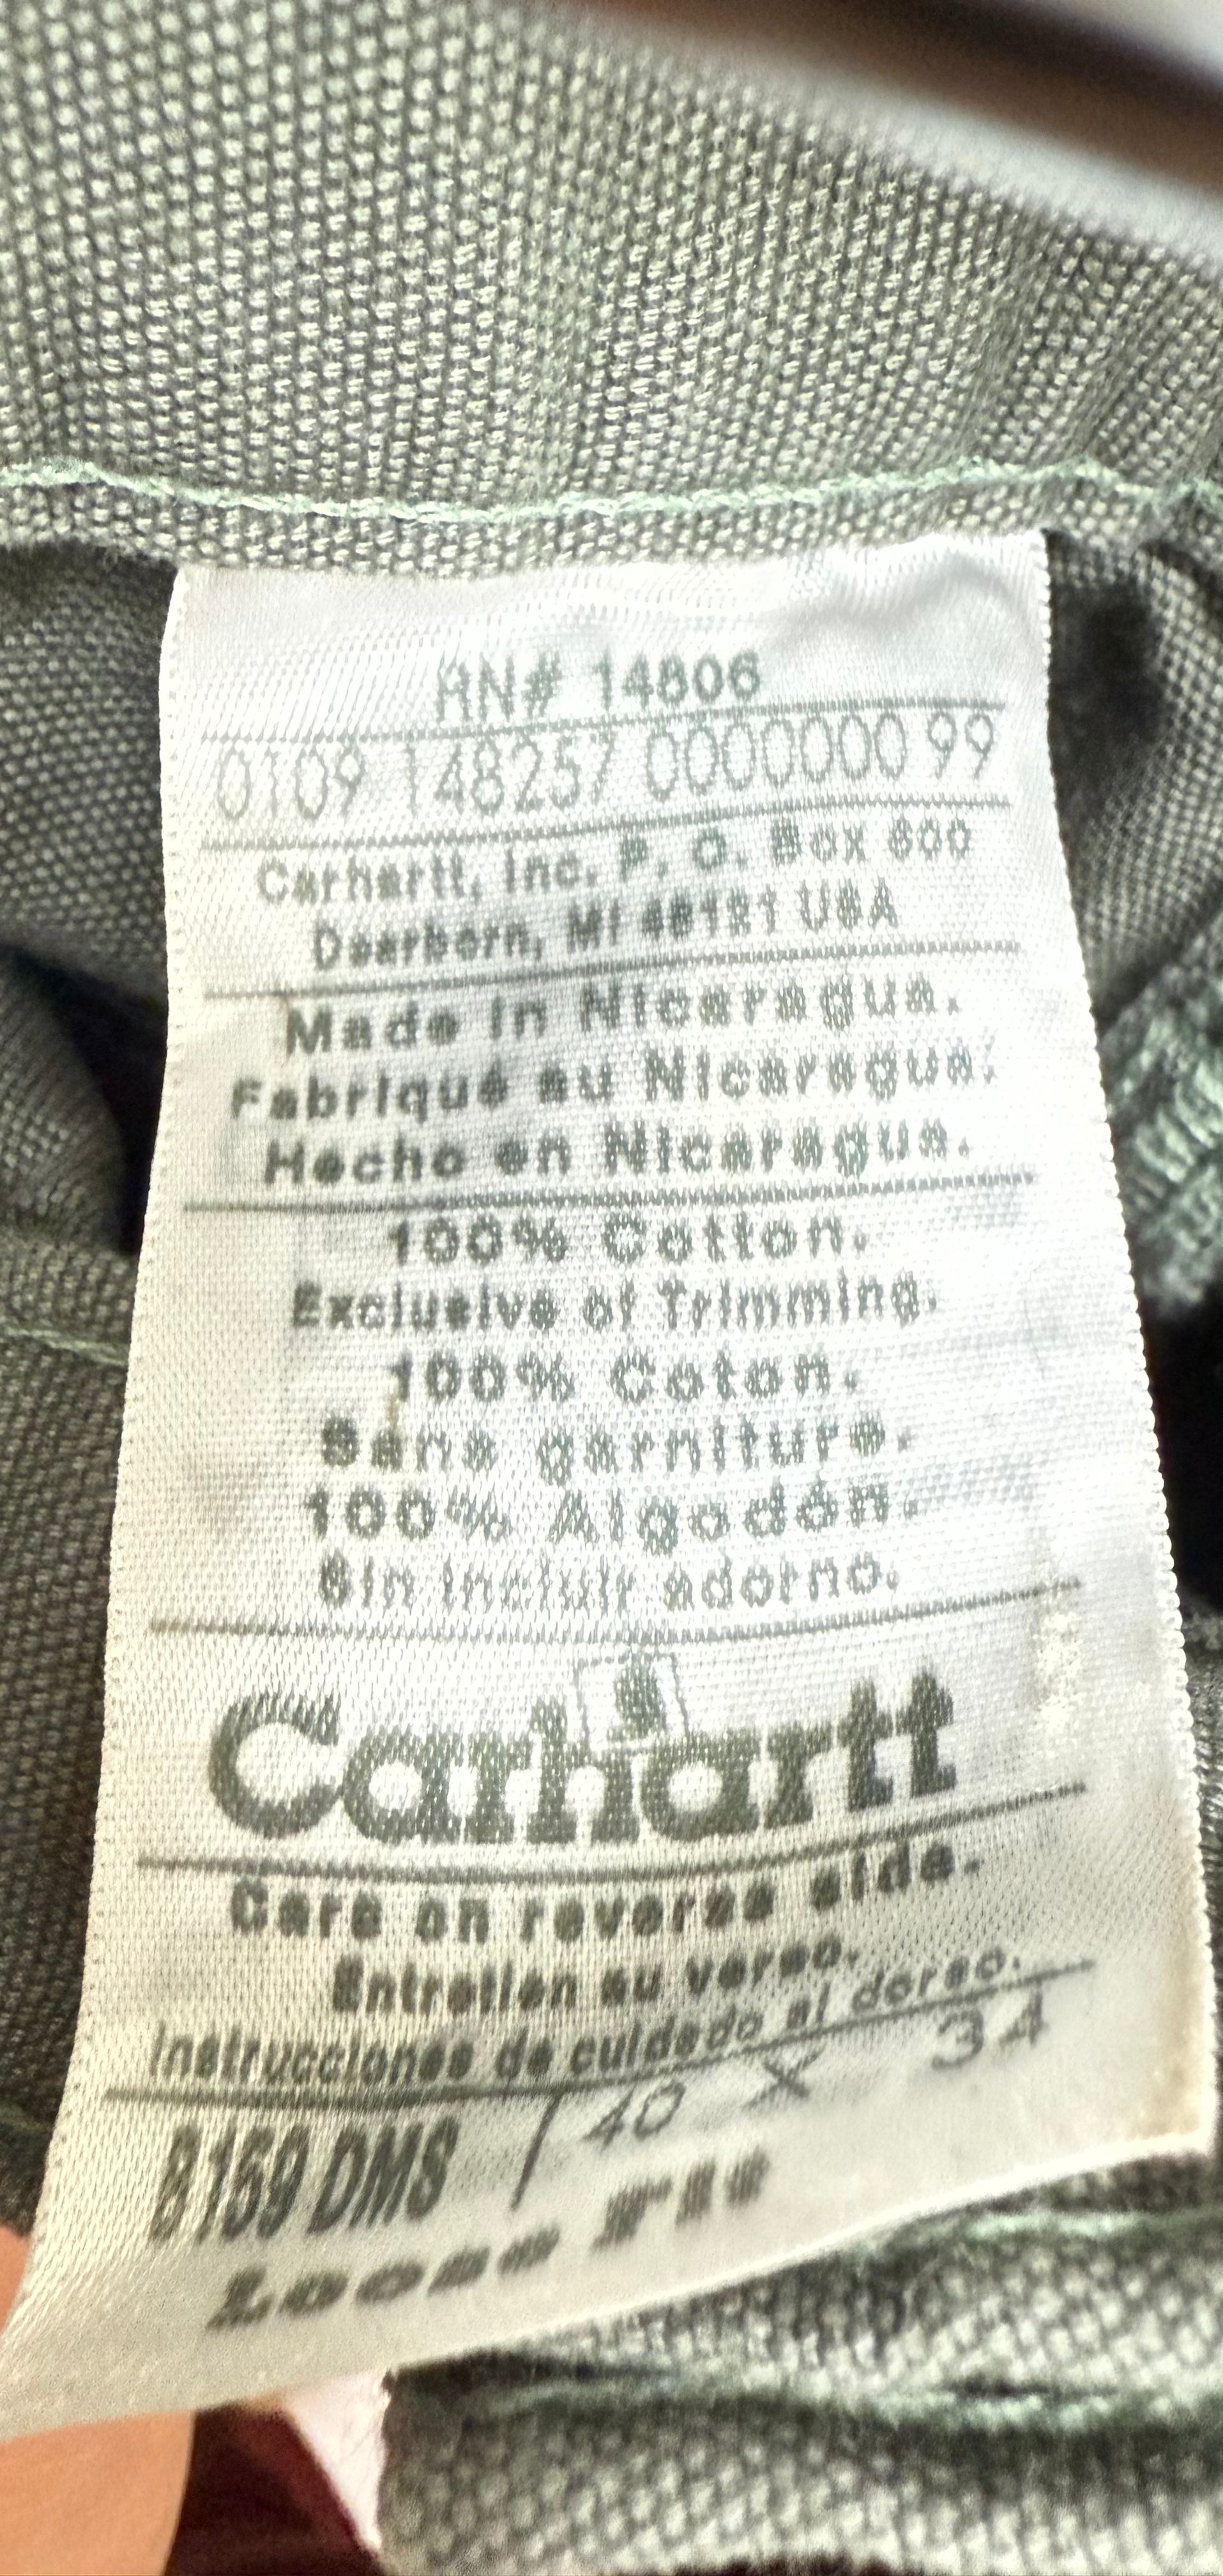 RN# 14806
0109 148257 0000000 99
Carhartt, Inc. P. O. Box 600
Dearborn, MI 48121 USA
Made in Nicaragua.
Fabriqué au Nicaragua.
Hecho en Nicaragua.
100% Cotton.
Exclusive of Trimming.
100% Coton.
Sans garniture.
100% Algodón.
Sin incluir adorno.
Carhartt
Care on reverse side.
Entretien au verso.
Instrucciones de cuidado al dorso.
B159 DMS / 40 X 34
Loose Fit